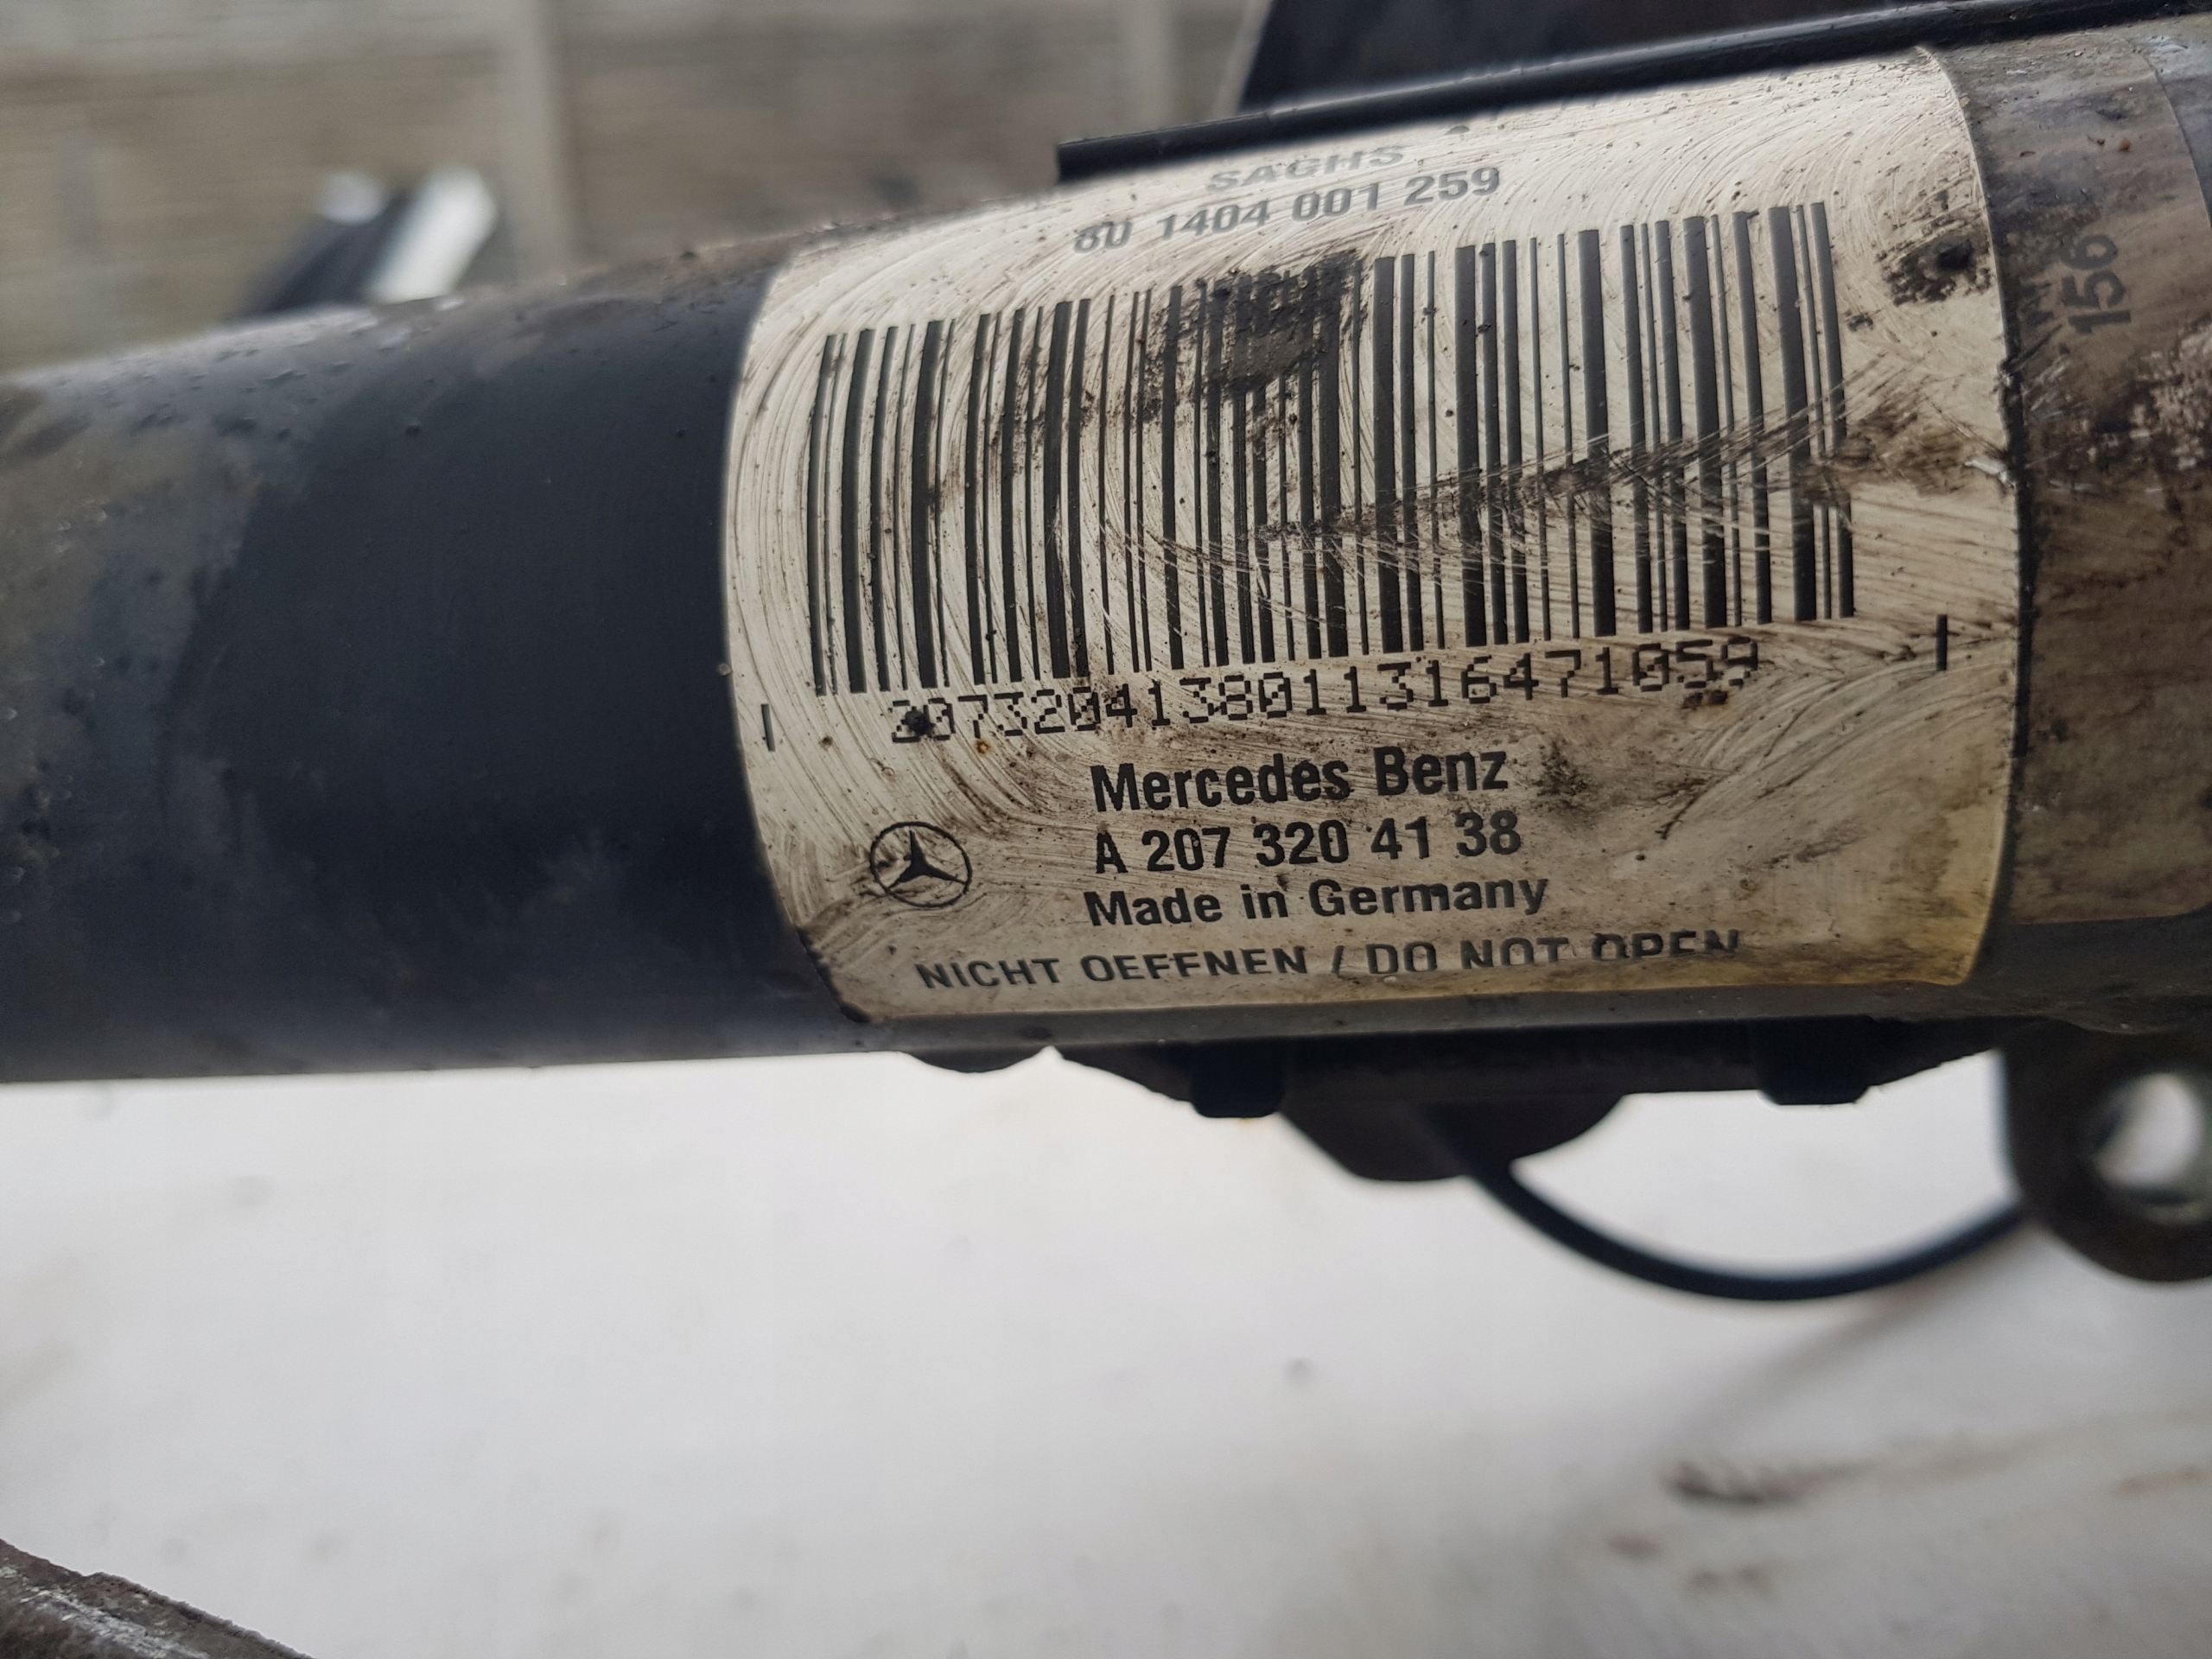 SACHS
80 1404 001 259
2073204138011316471059
Mercedes Benz
A 207 320 41 38
Made in Germany
NICHT OEFFNEN / DO NOT OPEN
156